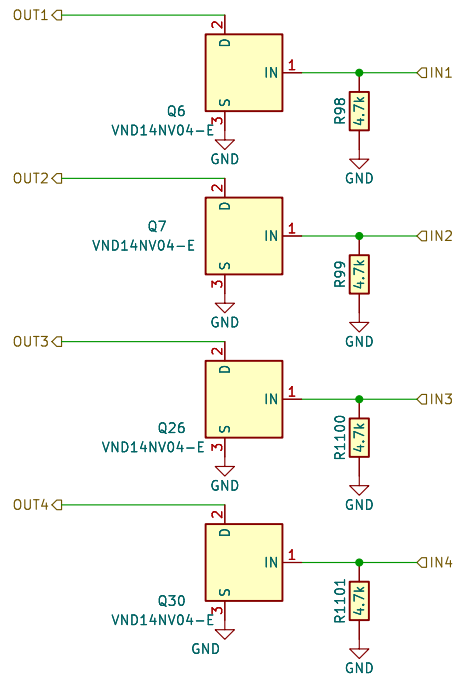 OUT1
2
D
IN
1
IN1
R98
4.7k
Q6
VND14NV04-E
S
3
GND
GND
OUT2
2
D
Q7
VND14NV04-E
IN
1
IN2
R99
4.7k
S
3
GND
GND
OUT3
2
D
IN
1
IN3
R1100
4.7k
Q26
VND14NV04-E
S
3
GND
GND
OUT4
2
D
IN
1
IN4
R1101
4.7k
Q30
VND14NV04-E
S
3
GND
GND